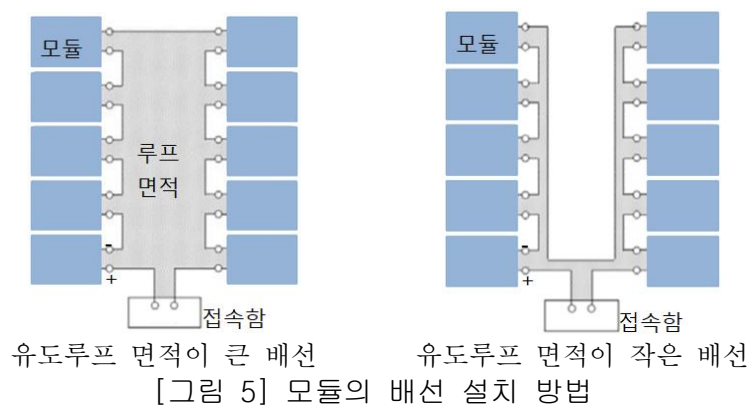 모듈
모듈
루프
면적
-
+
-
+
접속함
접속함
유도루프 면적이 큰 배선
유도루프 면적이 작은 배선
[그림 5] 모듈의 배선 설치 방법